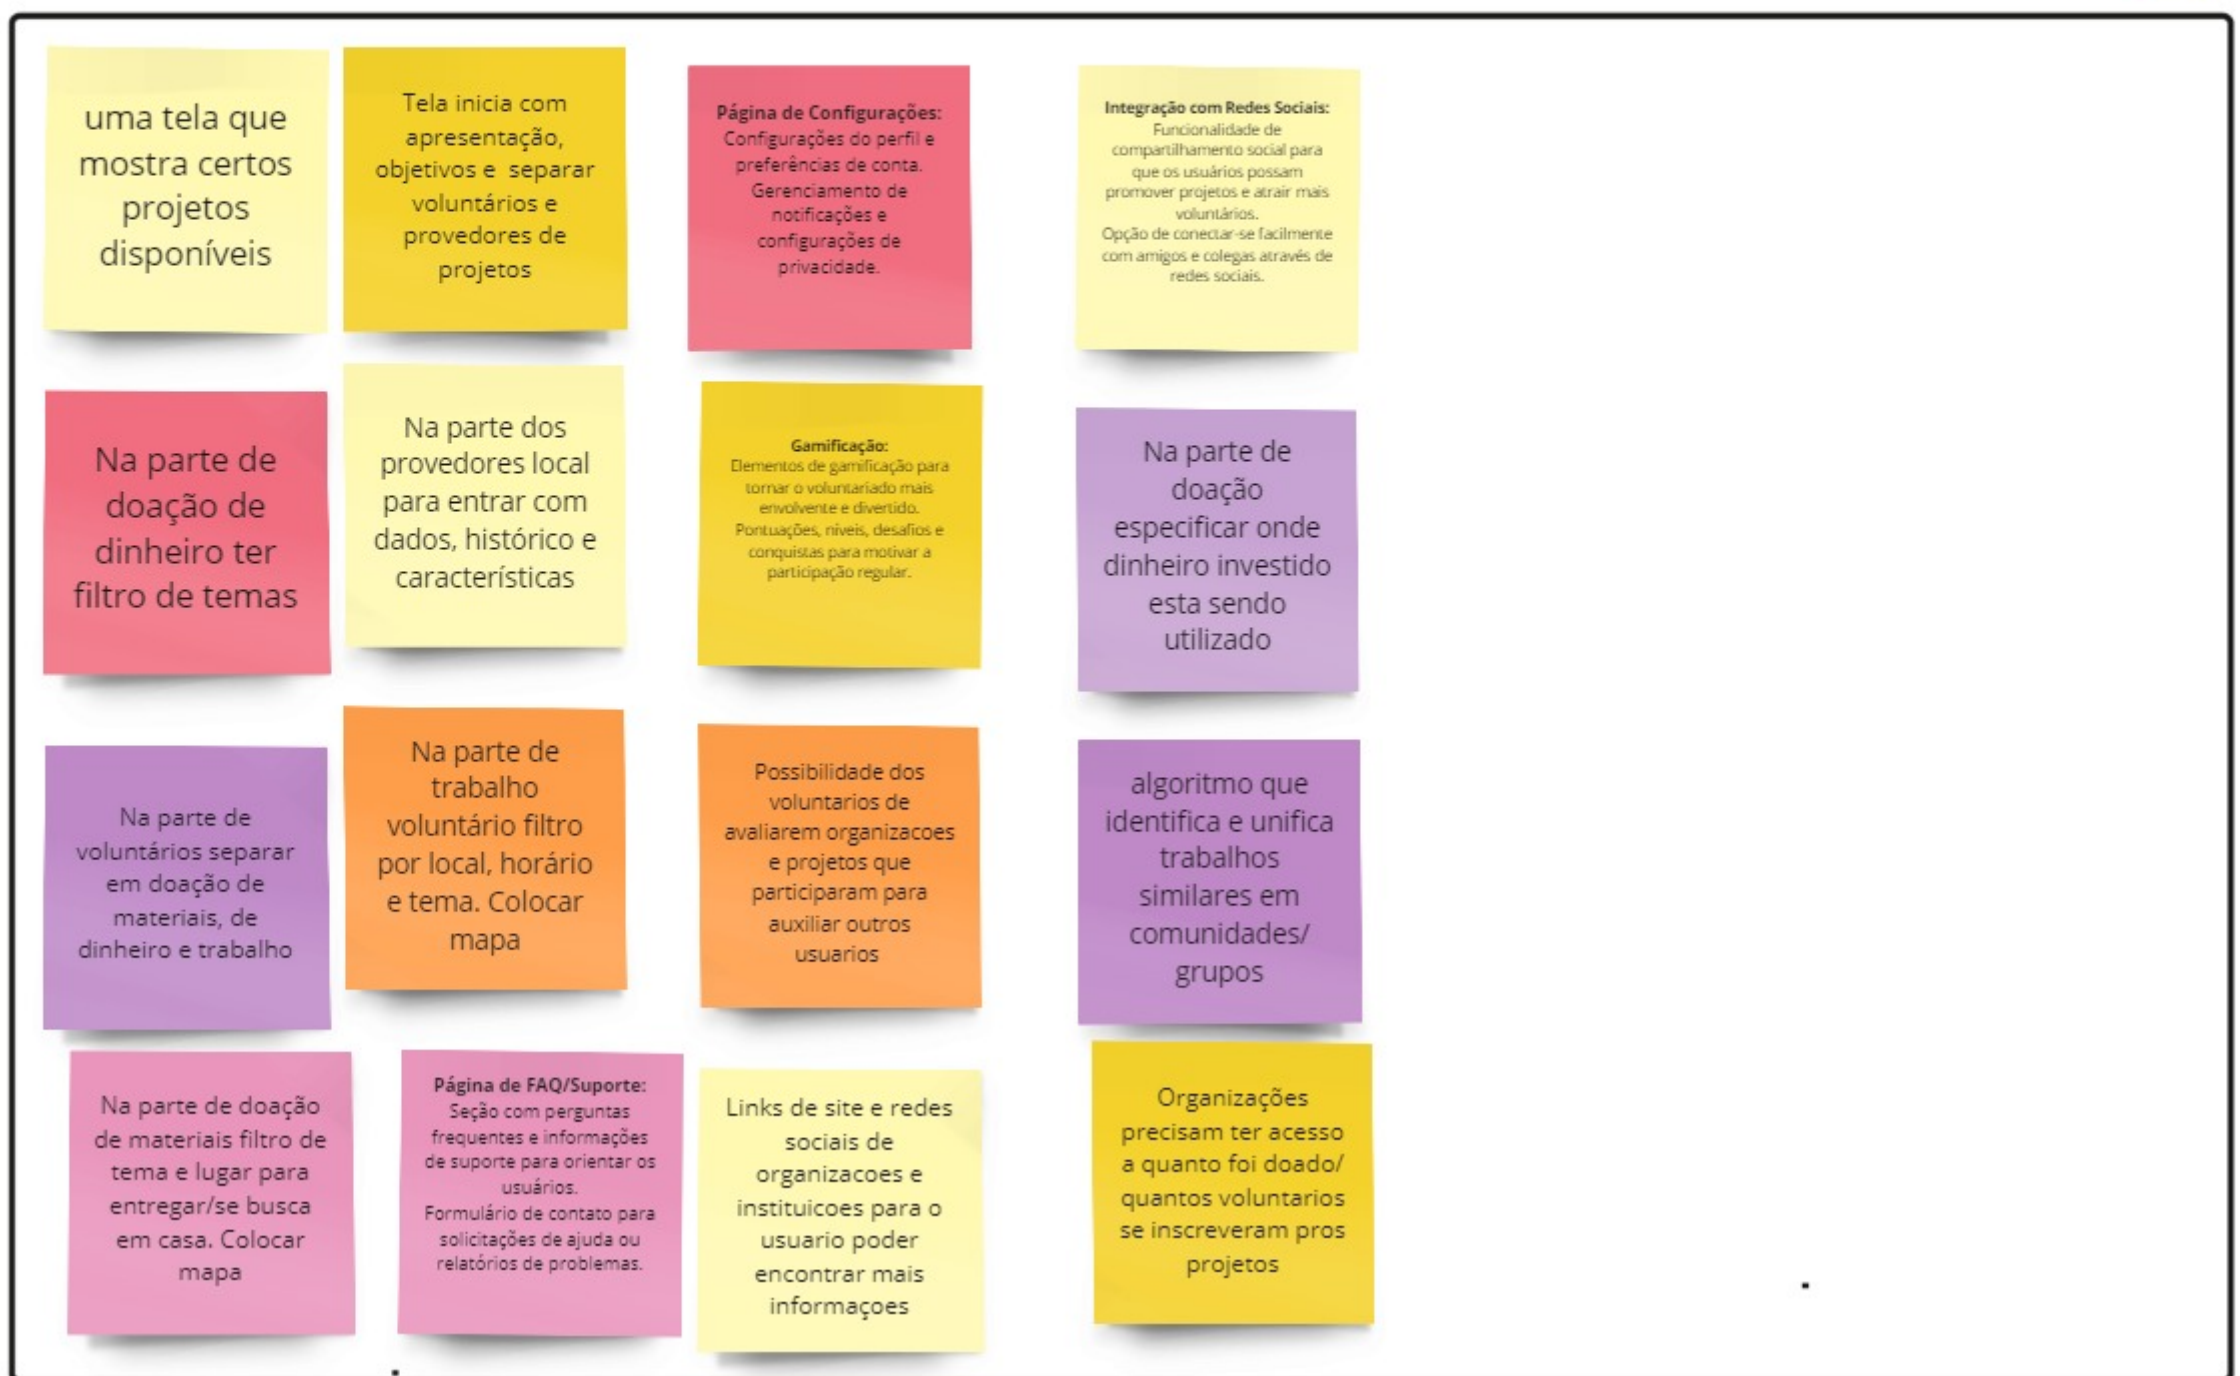 uma tela que
mostra certos
projetos
disponíveis
Tela inicia com
apresentação,
objetivos e separar
voluntários e
provedores de
projetos
Página de Configurações:
Configurações do perfil e
preferências de conta.
Gerenciamento de
notificações e
configurações de
privacidade.
Integração com Redes Sociais:
Funcionalidade de
compartilhamento social para
que os usuários possam
promover projetos e atrair mais
voluntários.
Opção de conectar-se facilmente
com amigos e colegas através de
redes sociais.
Na parte de
doação de
dinheiro ter
filtro de temas
Na parte dos
provedores local
para entrar com
dados, histórico e
características
Gamificação:
Elementos de gamificação para
tornar o voluntariado mais
envolvente e divertido.
Pontuações, níveis, desafios e
conquistas para motivar a
participação regular.
Na parte de
doação
especificar onde
dinheiro investido
esta sendo
utilizado
Na parte de
voluntários separar
em doação de
materiais, de
dinheiro e trabalho
Na parte de
trabalho
voluntário filtro
por local, horário
e tema. Colocar
mapa
Possibilidade dos
voluntarios de
avaliarem organizacoes
e projetos que
participaram para
auxiliar outros
usuarios
algoritmo que
identifica e unifica
trabalhos
similares em
comunidades/
grupos
Na parte de doação
de materiais filtro de
tema e lugar para
entregar/se busca
em casa. Colocar
mapa
Página de FAQ/Suporte:
Seção com perguntas
frequentes e informações
de suporte para orientar os
usuários.
Formulário de contato para
solicitações de ajuda ou
relatórios de problemas.
Links de site e redes
sociais de
organizacoes e
instituicoes para o
usuario poder
encontrar mais
informaçoes
Organizações
precisam ter acesso
a quanto foi doado/
quantos voluntarios
se inscreveram pros
projetos